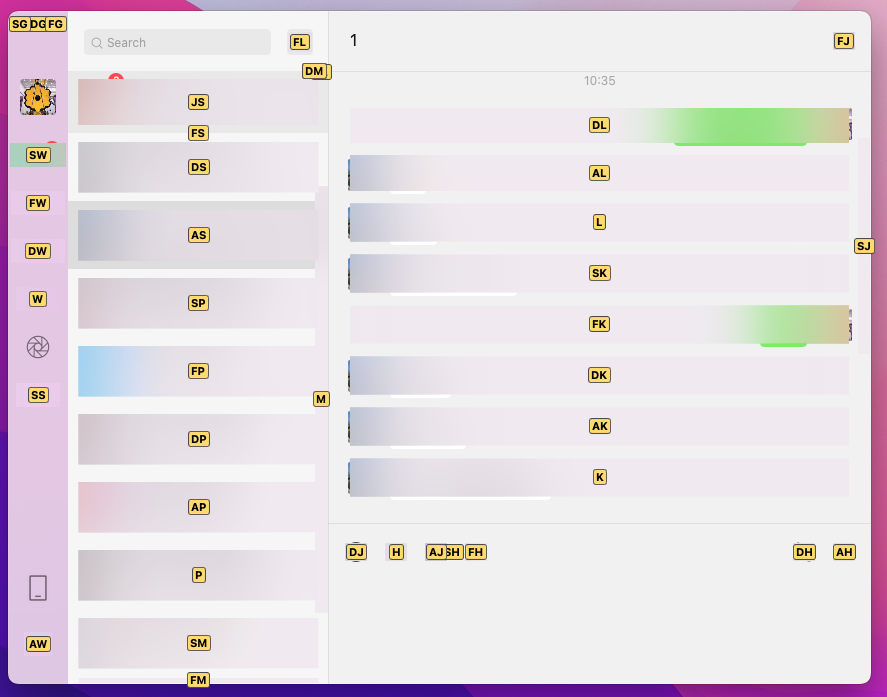 SG DG FG
Search
FL
1
FJ
DM
10:35
JS
DL
FS
SW
DS
AL
FW
AS
L
DW
SJ
SK
W
SP
FK
FP
DK
SS
M
DP
AK
AP
K
DJ H AJ SH FH DH AH
P
AW
SM
FM